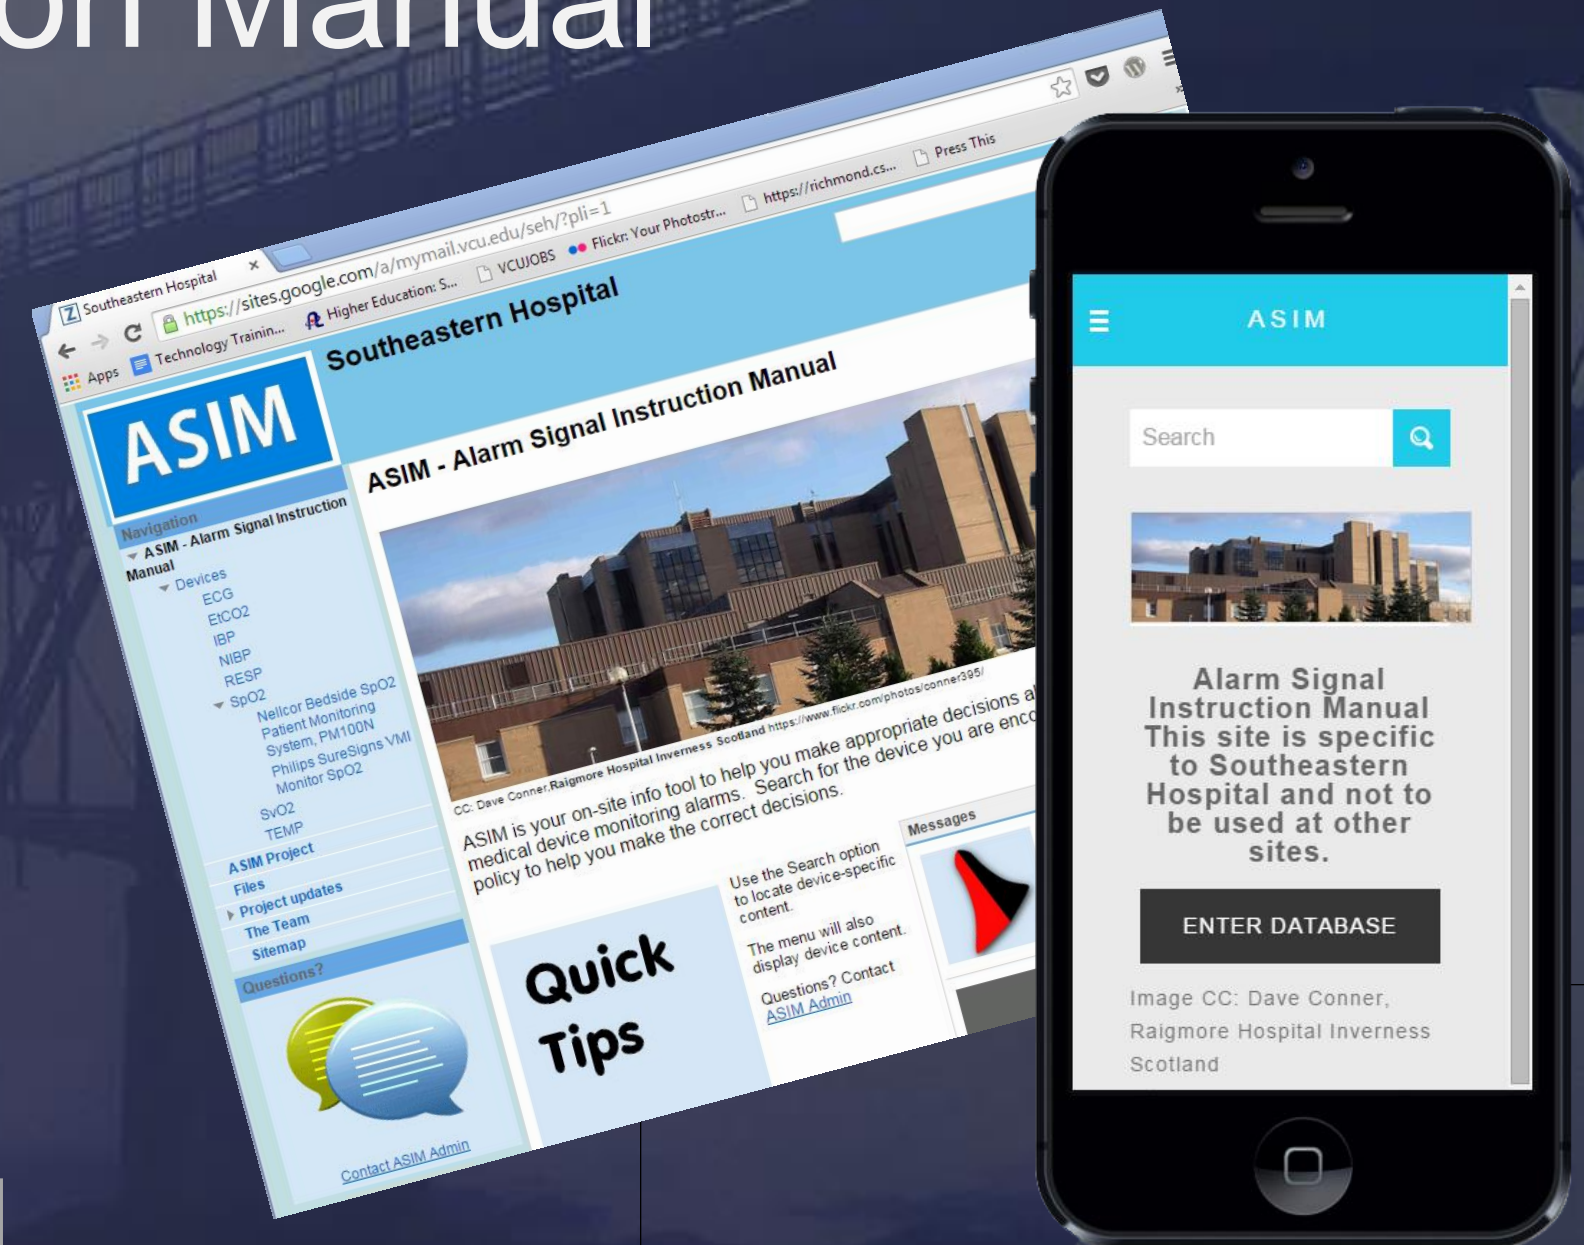 on Manual
Southeastern Hospital
https://sites.google.com/a/mymail.vcu.edu/seh/?pli=1
Apps Technology Trainin... Higher Education: S... VCUJOBS Flickr: Your Photostr... https://richmond.cs... Press This
ASIM
Southeastern Hospital
Navigation
ASIM - Alarm Signal Instruction
Manual
Devices
ECG
EtCO2
IBP
NIBP
RESP
SpO2
Nellcor Bedside SpO2
Patient Monitoring
System, PM100N
Philips SureSigns VMI
Monitor SpO2
SvO2
TEMP
ASIM Project
Files
Project updates
The Team
Sitemap
Questions?
Contact ASIM Admin
ASIM - Alarm Signal Instruction Manual
CC: Dave Conner.Raigmore Hospital Inverness Scotland https://www.flickr.com/photos/conner395/
ASIM is your on-site info tool to help you make appropriate decisions
medical device monitoring alarms. Search for the device you are
policy to help you make the correct decisions.
Quick
Tips
Use the Search option
to locate device-specific
content.
The menu will also
display device content.
Questions? Contact
ASIM Admin
Messages
ASIM
Search
Alarm Signal
Instruction Manual
This site is specific
to Southeastern
Hospital and not to
be used at other
sites.
ENTER DATABASE
Image CC: Dave Conner,
Raigmore Hospital Inverness
Scotland